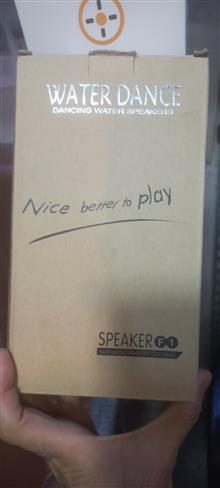 WATER DANCE
DANCING WATER SPEAKERS
Nice better to play
SPEAKER F1